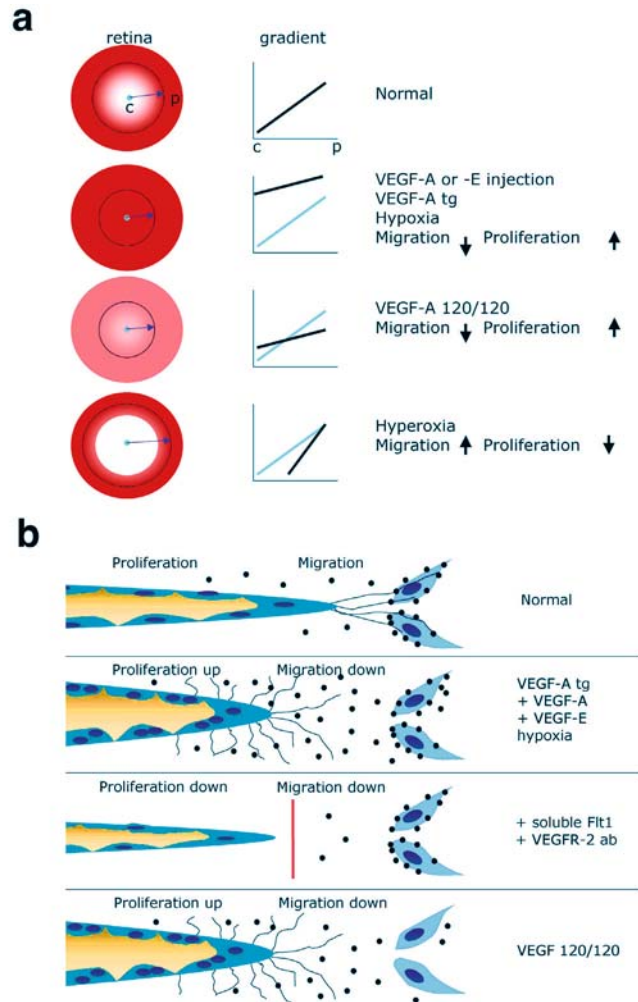 a
retina
gradient
c
p
c
p
Normal
VEGF-A or -E injection
VEGF-A tg
Hypoxia
Migration Proliferation
VEGF-A 120/120
Migration Proliferation
Hyperoxia
Migration Proliferation
b
Proliferation Migration
Normal
Proliferation up Migration down
VEGF-A tg
+ VEGF-A
+ VEGF-E
hypoxia
Proliferation down Migration down
+ soluble Flt1
+ VEGFR-2 ab
Proliferation up Migration down
VEGF 120/120